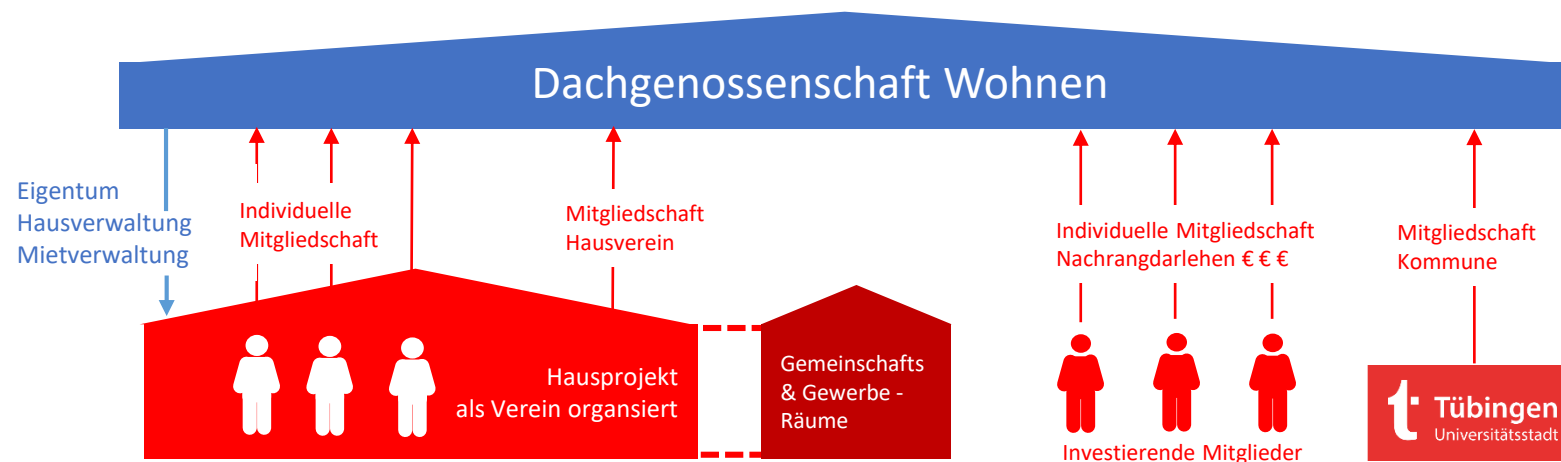 Dachgenossenschaft Wohnen
Eigentum
Hausverwaltung
Mietverwaltung
Individuelle
Mitgliedschaft
Mitgliedschaft
Hausverein
Individuelle Mitgliedschaft
Nachrangdarlehen € € €
Mitgliedschaft
Kommune
Hausprojekt
als Verein organsiert
Gemeinschafts
& Gewerbe -
Räume
Investierende Mitglieder
t Tübingen
Universitätsstadt